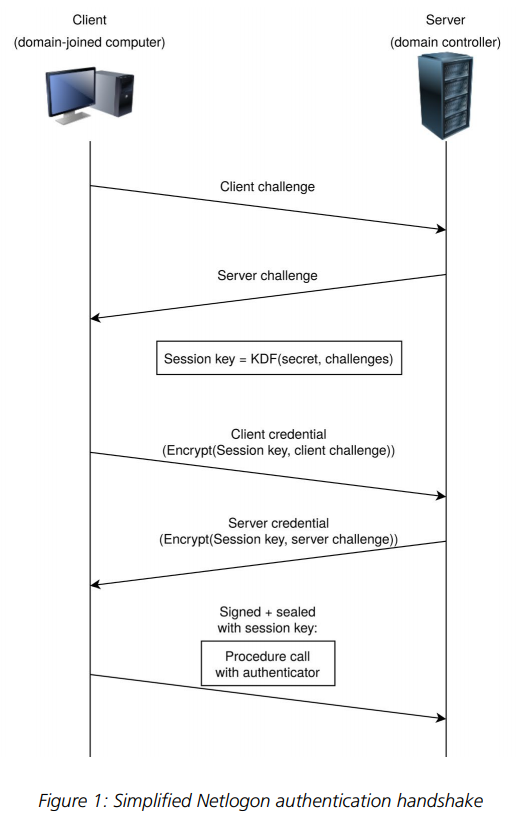 Client
(domain-joined computer)
Server
(domain controller)
Client challenge
Server challenge
Session key = KDF(secret, challenges)
Client credential
(Encrypt(Session key, client challenge))
Server credential
(Encrypt(Session key, server challenge))
Signed + sealed
with session key:
Procedure call
with authenticator
Figure 1: Simplified Netlogon authentication handshake